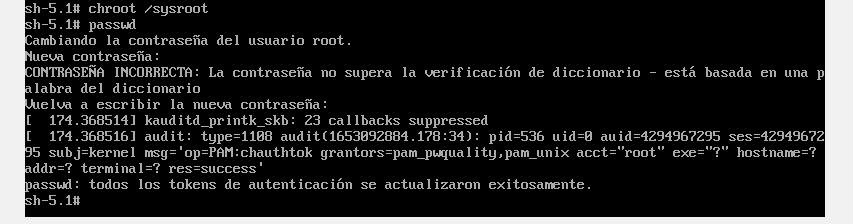 sh-5.1# chroot /sysroot
sh-5.1# passwd
Cambiando la contraseña del usuario root.
Nueva contraseña:
CONTRASEÑA INCORRECTA: La contraseña no supera la verificación de diccionario - está basada en una p
alabra del diccionario
Vuelva a escribir la nueva contraseña:
[  174.368514] kauditd_printk_skb: 23 callbacks suppressed
[  174.368516] audit: type=1108 audit(1653092884.178:34): pid=536 uid=0 auid=4294967295 ses=42949672
95 subj=kernel msg='op=PAM:chauthtok grantors=pam_pwquality,pam_unix acct="root" exe="?" hostname=?
addr=? terminal=? res=success'
passwd: todos los tokens de autenticación se actualizaron exitosamente.
sh-5.1#